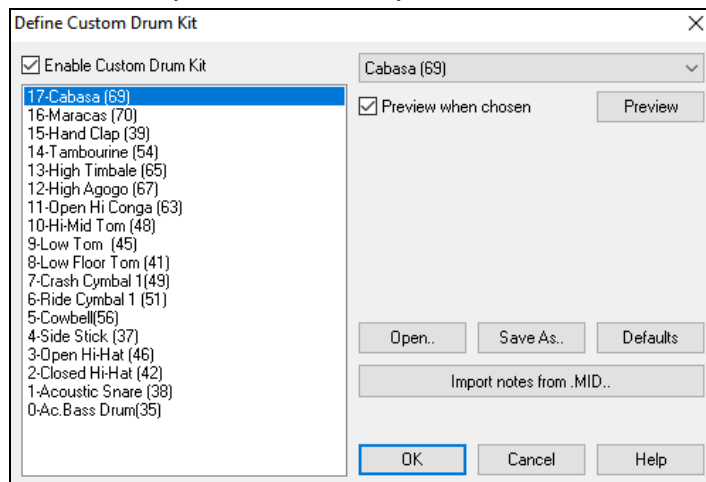 Define Custom Drum Kit
Enable Custom Drum Kit
17-Cabasa (69)
16-Maracas (70)
15-Hand Clap (39)
14-Tambourine (54)
13-High Timbale (65)
12-High Agogo (67)
11-Open Hi Conga (63)
10-Hi-Mid Tom (48)
9-Low Tom (45)
8-Low Floor Tom (41)
7-Crash Cymbal 1(49)
6-Ride Cymbal 1 (51)
5-Cowbell(56)
4-Side Stick (37)
3-Open Hi-Hat (46)
2-Closed Hi-Hat (42)
1-Acoustic Snare (38)
0-Ac.Bass Drum(35)
Cabasa (69)
Preview when chosen
Preview
Open..
Save As..
Defaults
Import notes from .MID..
OK
Cancel
Help